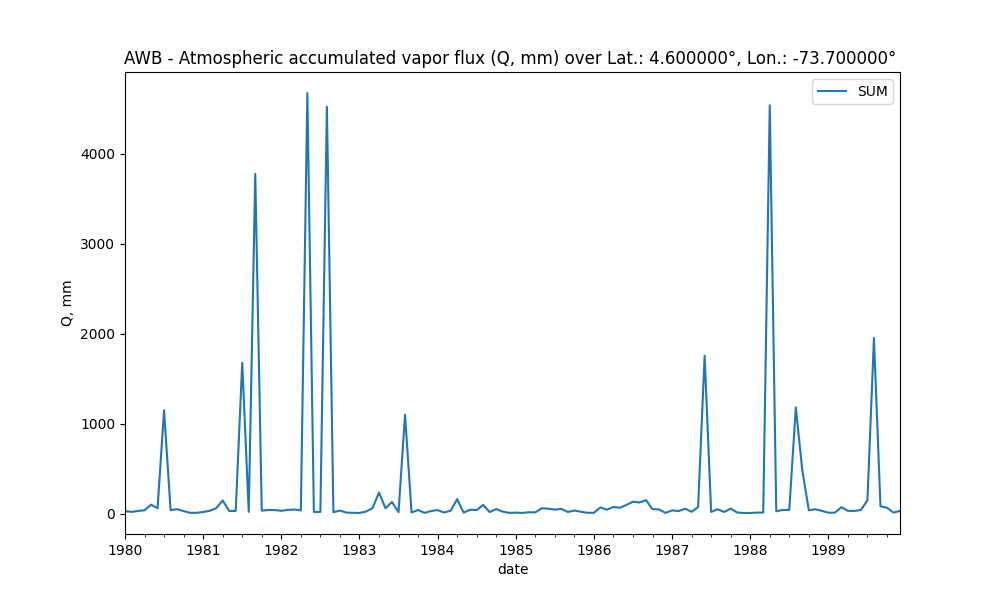 AWB - Atmospheric accumulated vapor flux (Q, mm) over Lat.: 4.600000°, Lon.: -73.700000°
SUM
4000
3000
2000
1000
0
Q, mm
1980 1981 1982 1983 1984 1985 1986 1987 1988 1989
date